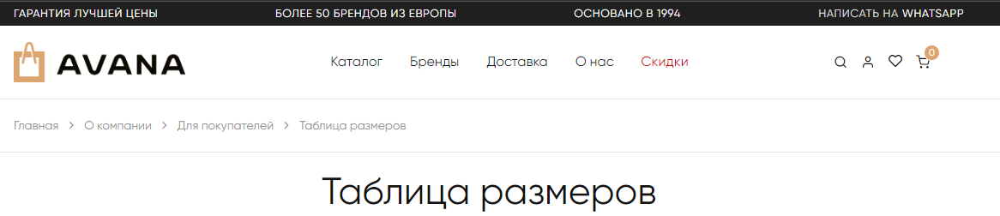 ГАРАНТИЯ ЛУЧШЕЙ ЦЕНЫ БОЛЕЕ 50 БРЕНДОВ ИЗ ЕВРОПЫ ОСНОВАНО В 1994 НАПИСАТЬ НА WHATSAPP
AVANA Каталог Бренды Доставка О нас Скидки 0
Главная > О компании > Для покупателей > Таблица размеров
Таблица размеров